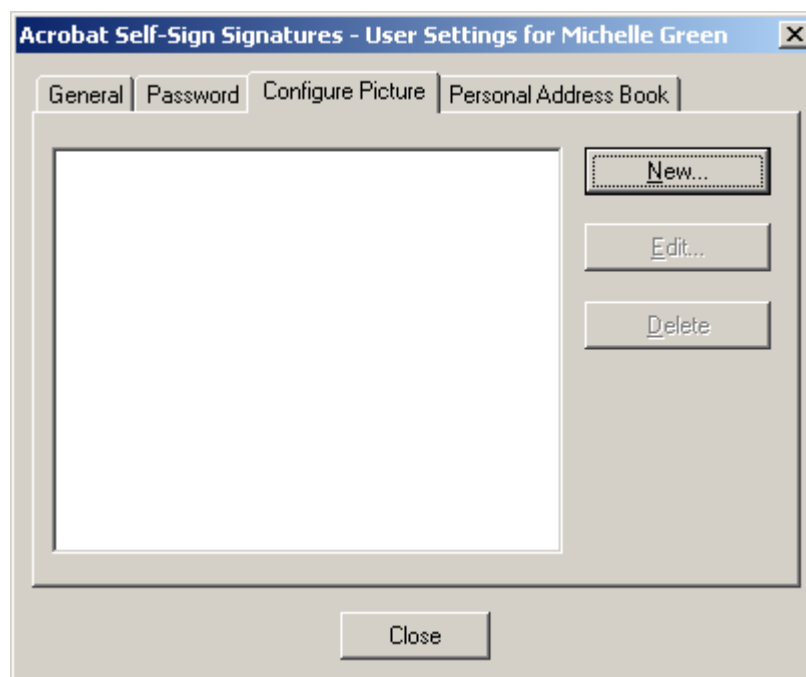 Acrobat Self-Sign Signatures - User Settings for Michelle Green
General Password Configure Picture Personal Address Book
New...
Edit...
Delete
Close